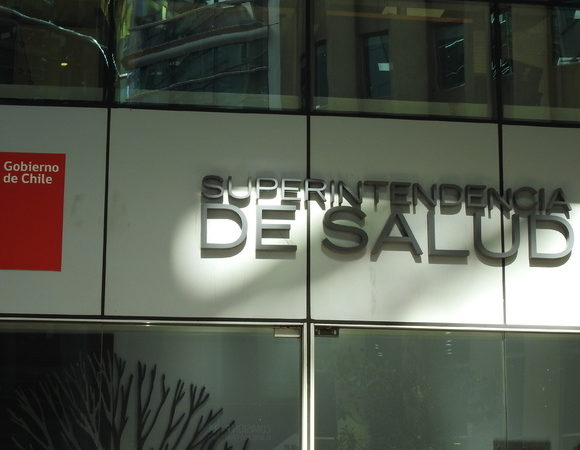 Gobierno
de Chile
SUPERINTENDENCIA
DE SALUD